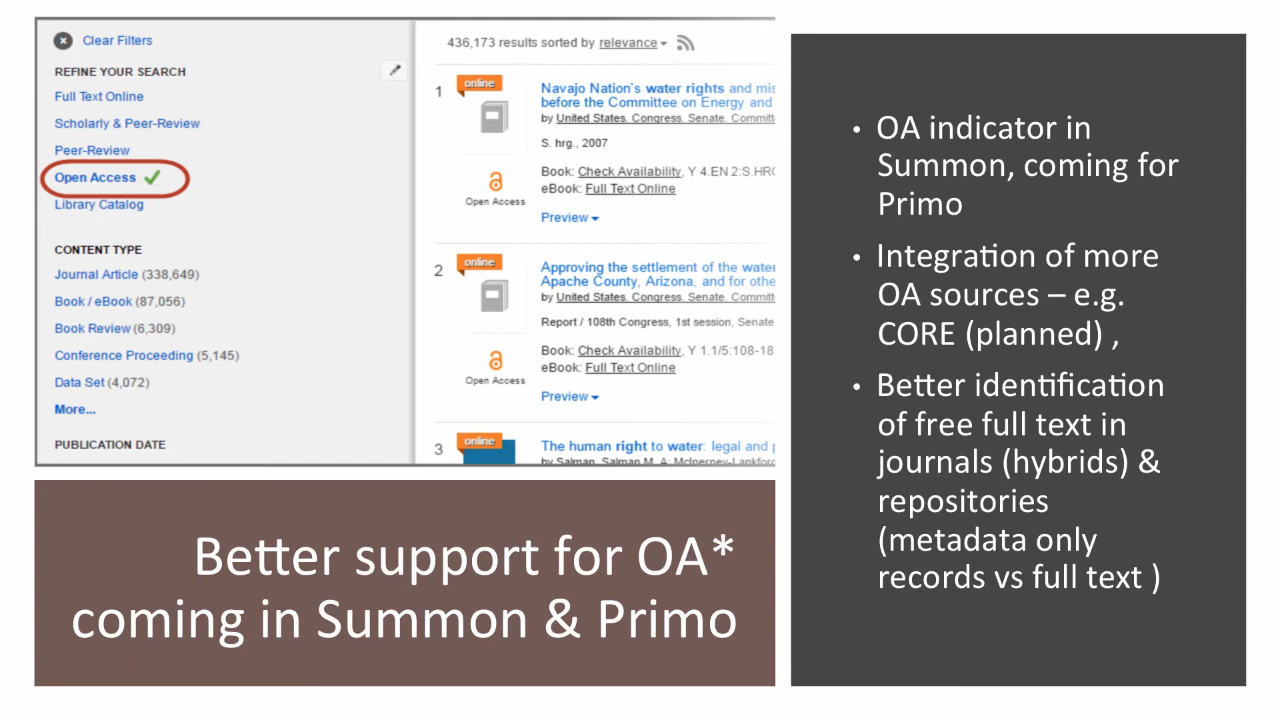 Clear Filters
REFINE YOUR SEARCH
Full Text Online
Scholarly & Peer-Review
Peer-Review
Open Access
Library Catalog
CONTENT TYPE
Journal Article (338,649)
Book / eBook (87,056)
Book Review (6,309)
Conference Proceeding (5,145)
Data Set (4,072)
More...
PUBLICATION DATE
436,173 results sorted by relevance
1
online
Navajo Nation's water rights and mis
before the Committee on Energy and
by United States. Congress. Senate. Committ
S. hrg., 2007
Open Access
Book: Check Availability, Y 4.EN 2:S.HRC
eBook: Full Text Online
Preview
2
online
Approving the settlement of the water
Apache County, Arizona, and for othe
by United States. Congress. Senate. Committ
Report / 108th Congress, 1st session, Senate
Open Access
Book: Check Availability, Y 1.1/5:108-18
eBook: Full Text Online
Preview
3
online
The human right to water: legal and p
by Salman, Salman M. A; McInerney-Lankford
Better support for OA*
coming in Summon & Primo
• OA indicator in
Summon, coming for
Primo
• Integration of more
OA sources – e.g.
CORE (planned) ,
• Better identification
of free full text in
journals (hybrids) &
repositories
(metadata only
records vs full text )